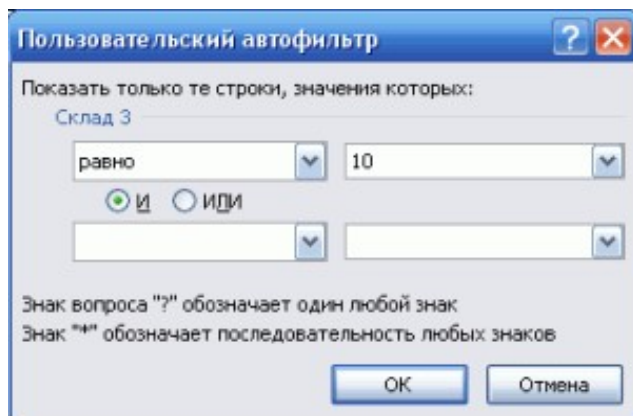 Пользовательский автофильтр
Показать только те строки, значения которых:
Склад 3
равно 10
И ИЛИ
Знак вопроса "?" обозначает один любой знак
Знак "*" обозначает последовательность любых знаков
ОК Отмена